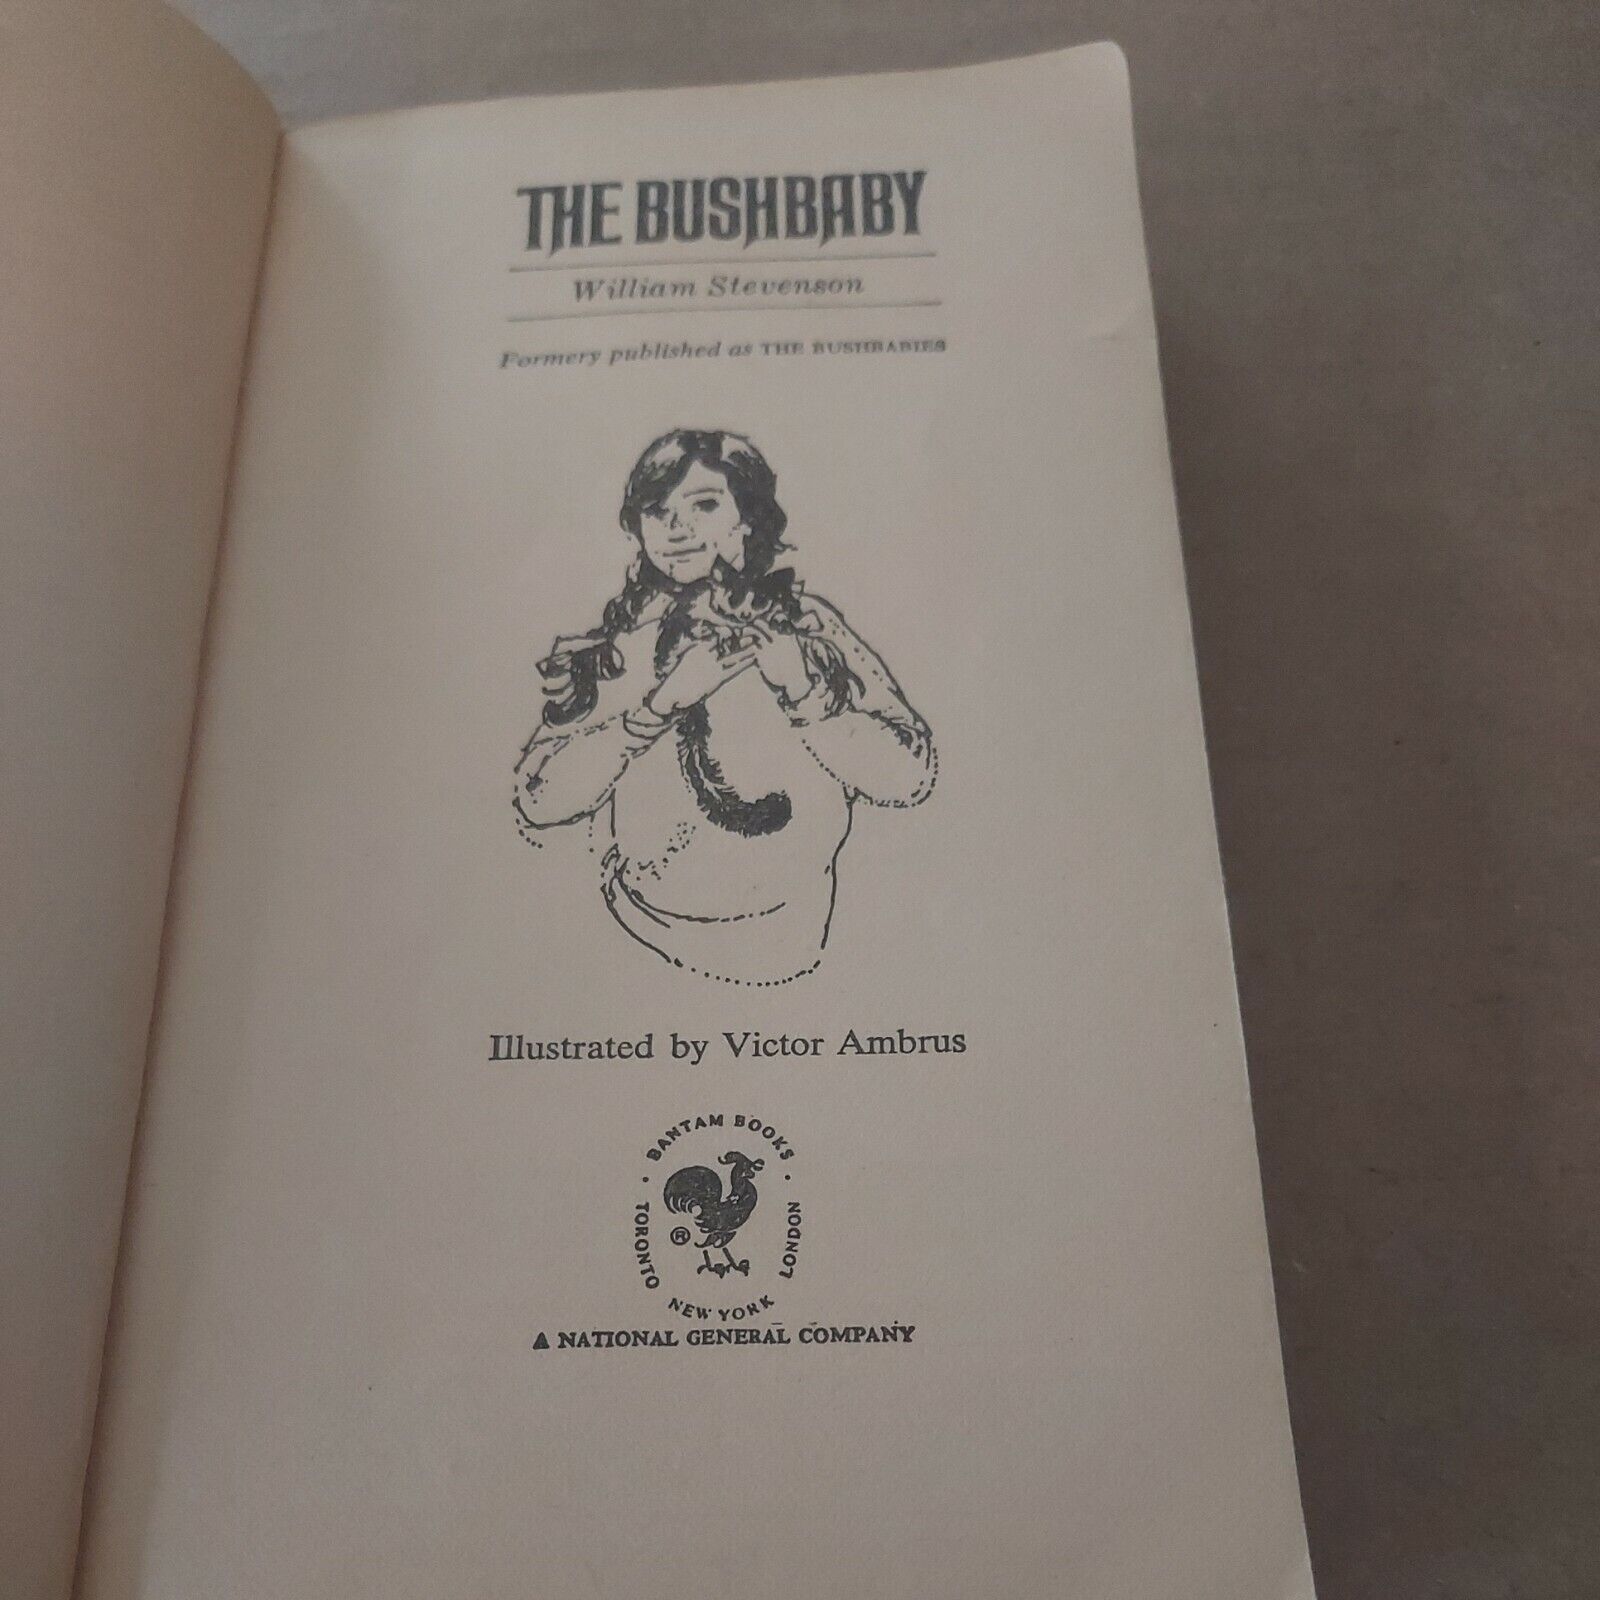 THE BUSHBABY
William Stevenson
Formery published as THE BUSHBABIES
Illustrated by Victor Ambrus
· BANTAM BOOKS ·
TORONTO
NEW YORK
LONDON
®
A NATIONAL GENERAL COMPANY